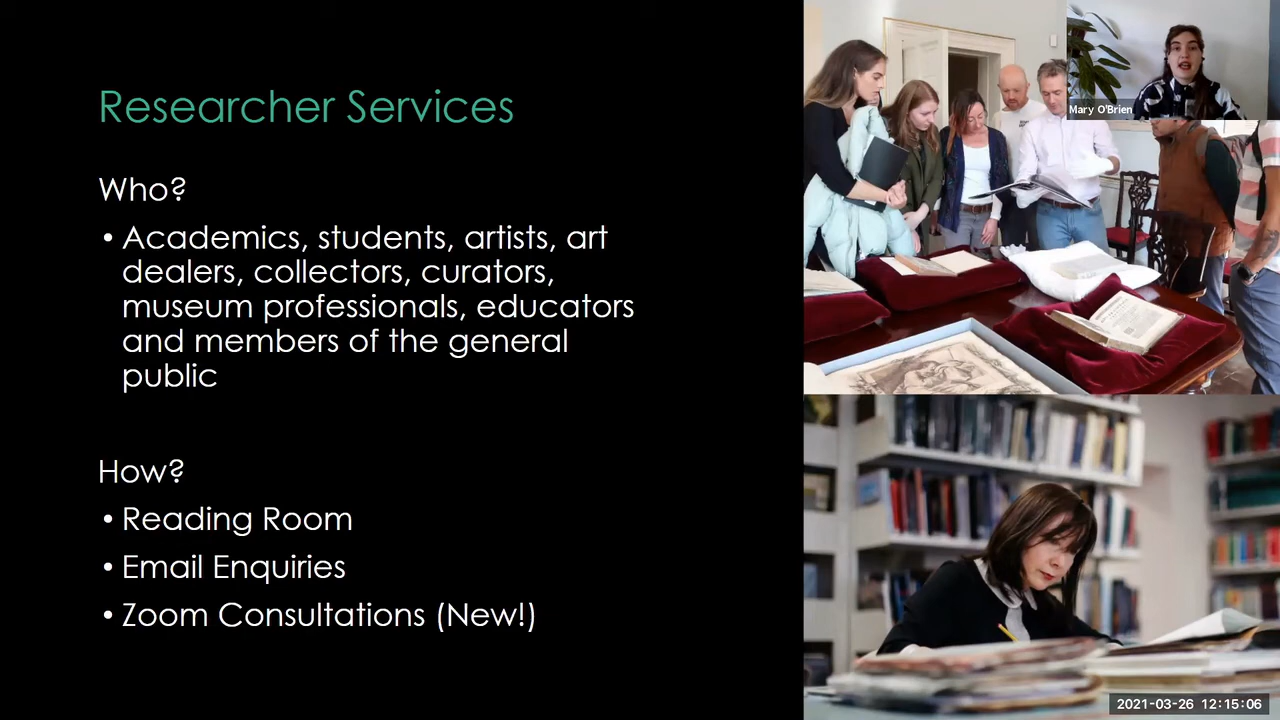 Researcher Services
Who?
• Academics, students, artists, art
dealers, collectors, curators,
museum professionals, educators
and members of the general
public
How?
• Reading Room
• Email Enquiries
• Zoom Consultations (New!)
Mary O'Brien
2021-03-26 12:15:06